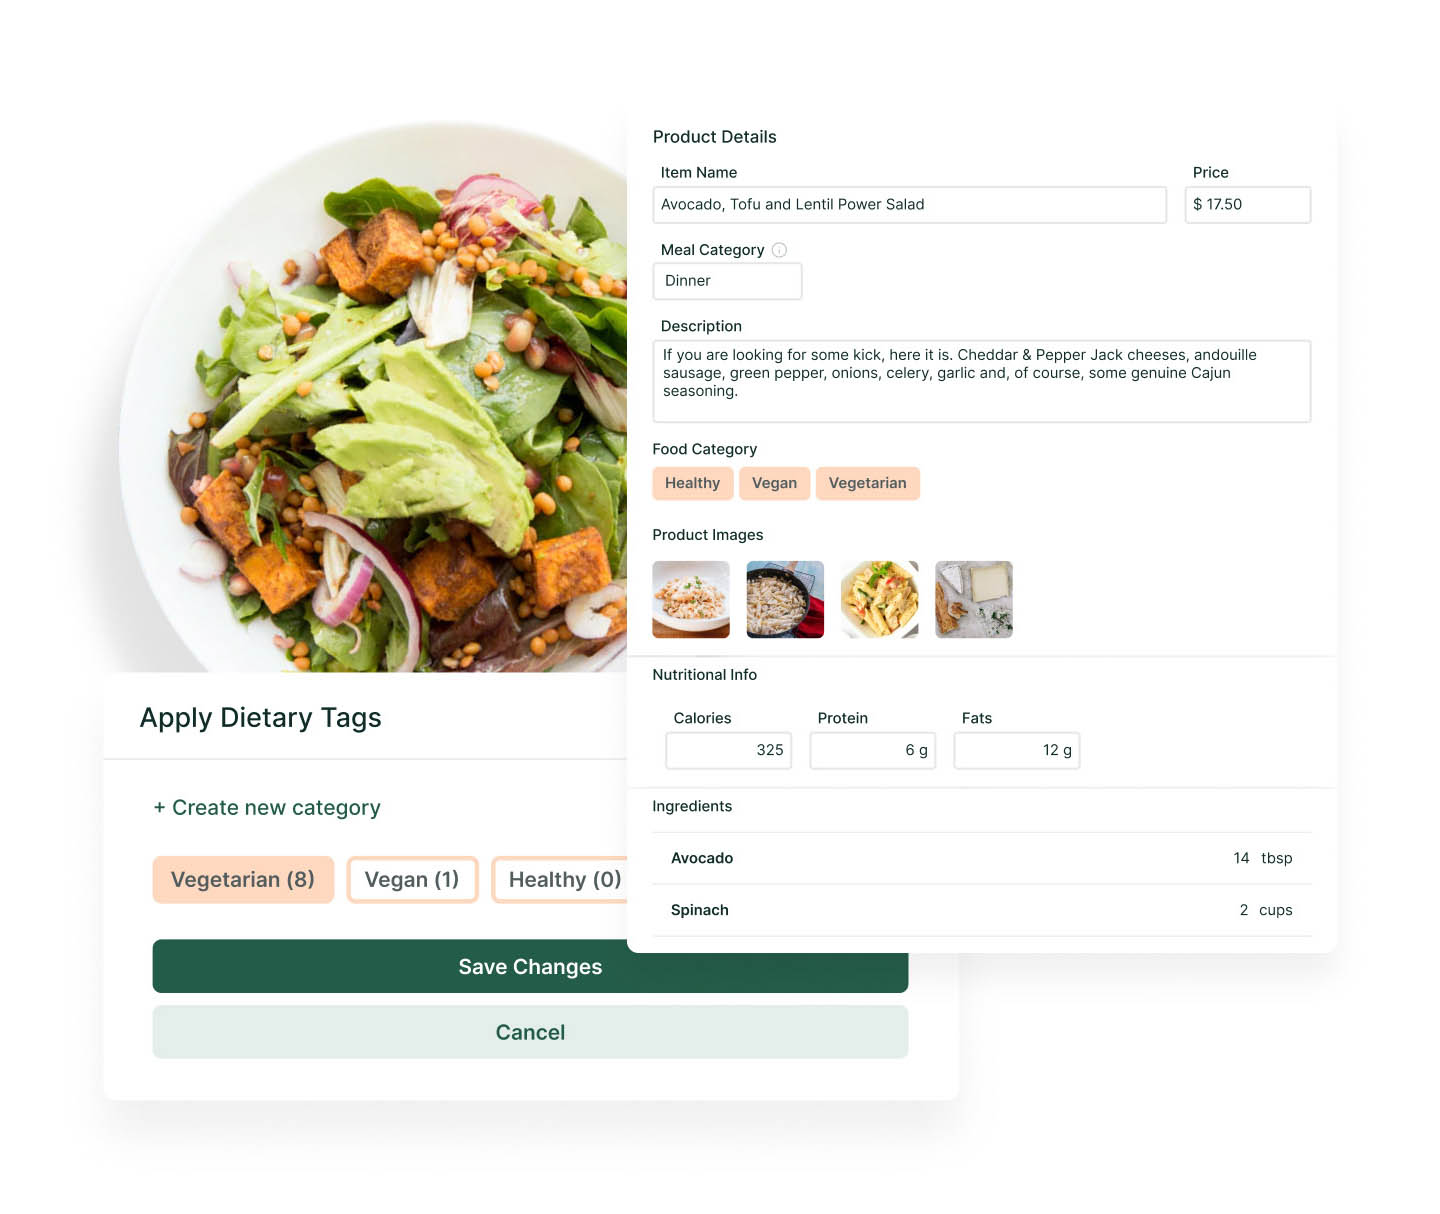 Product Details
Item Name
Price
Avocado, Tofu and Lentil Power Salad
$ 17.50
Meal Category
Dinner
Description
If you are looking for some kick, here it is. Cheddar & Pepper Jack cheeses, andouille
sausage, green pepper, onions, celery, garlic and, of course, some genuine Cajun
seasoning.
Food Category
Healthy
Vegan
Vegetarian
Product Images
Nutritional Info
Calories
Protein
Fats
325
6 g
12 g
Ingredients
Avocado
14 tbsp
Spinach
2 cups
Apply Dietary Tags
+ Create new category
Vegetarian (8)
Vegan (1)
Healthy (0)
Save Changes
Cancel